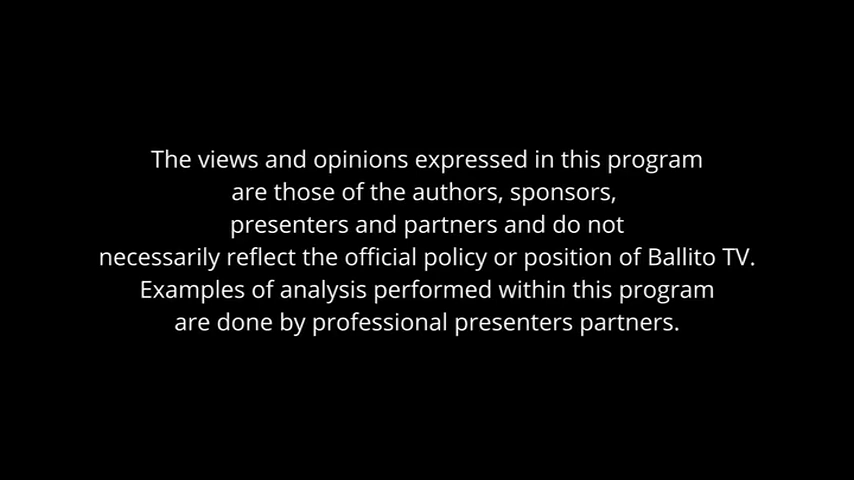 The views and opinions expressed in this program
are those of the authors, sponsors,
presenters and partners and do not
necessarily reflect the official policy or position of Ballito TV.
Examples of analysis performed within this program
are done by professional presenters partners.